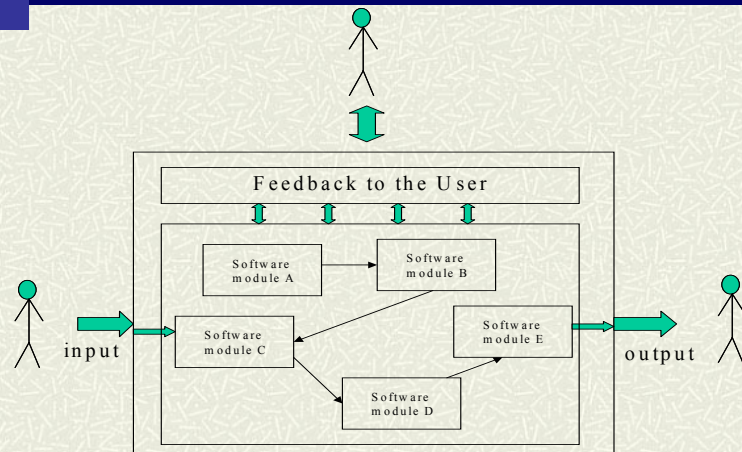 Feedback to the User
Software
module A
Software
module B
Software
module C
Software
module E
input
output
Software
module D